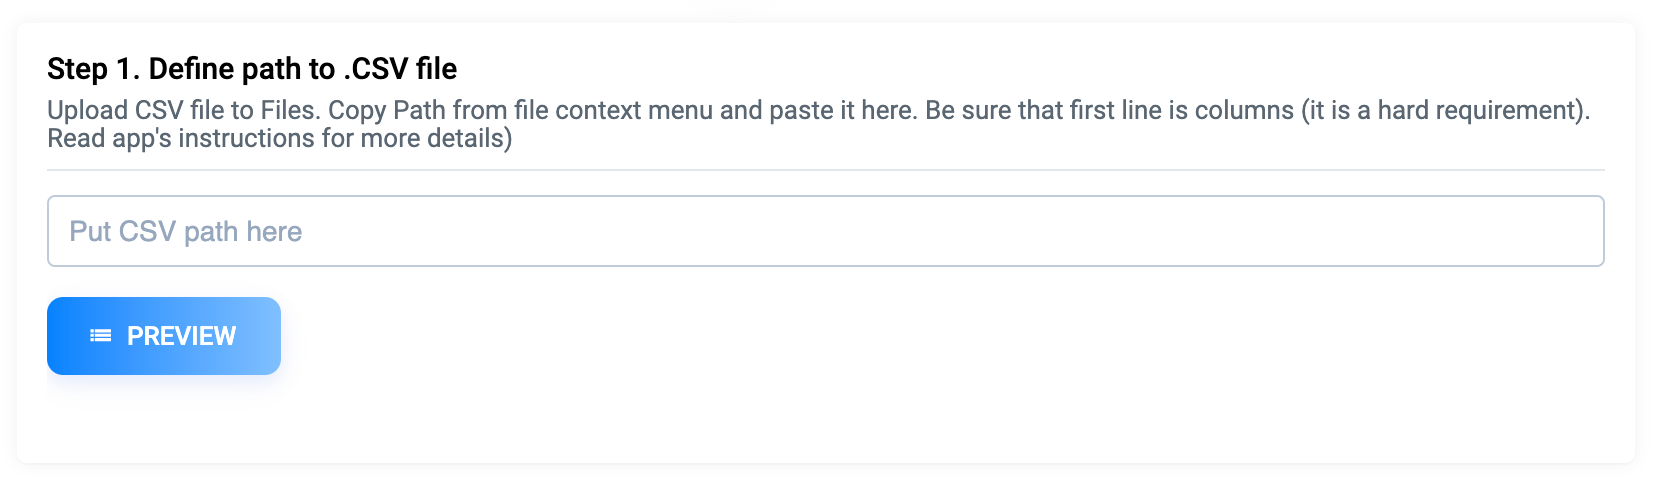 Step 1. Define path to .CSV file
Upload CSV file to Files. Copy Path from file context menu and paste it here. Be sure that first line is columns (it is a hard requirement).
Read app's instructions for more details)
Put CSV path here
PREVIEW